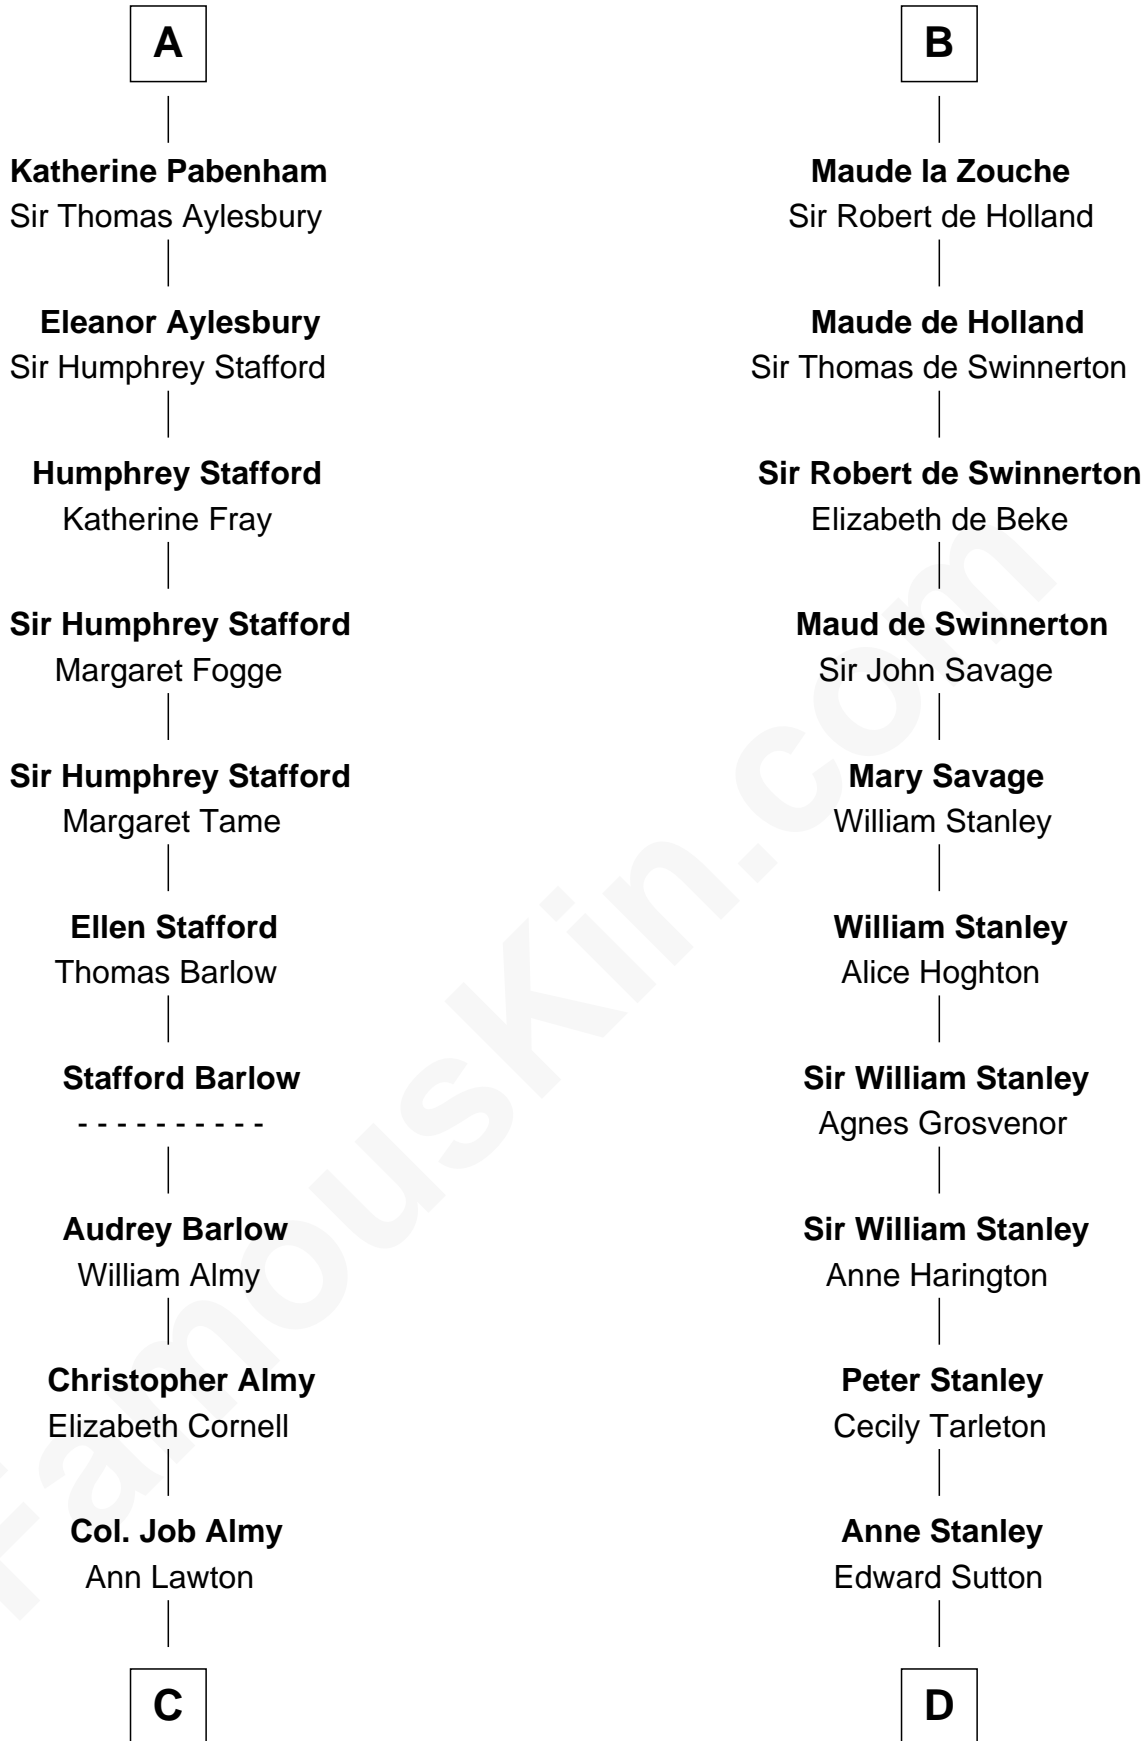 A
Katherine Pabenham
Sir Thomas Aylesbury
Eleanor Aylesbury
Sir Humphrey Stafford
Humphrey Stafford
Katherine Fray
Sir Humphrey Stafford
Margaret Fogge
Sir Humphrey Stafford
Margaret Tame
Ellen Stafford
Thomas Barlow
Stafford Barlow
- - - - - - - - - -
Audrey Barlow
William Almy
Christopher Almy
Elizabeth Cornell
Col. Job Almy
Ann Lawton
C
B
Maude la Zouche
Sir Robert de Holland
Maude de Holland
Sir Thomas de Swinnerton
Sir Robert de Swinnerton
Elizabeth de Beke
Maud de Swinnerton
Sir John Savage
Mary Savage
William Stanley
William Stanley
Alice Hoghton
Sir William Stanley
Agnes Grosvenor
Sir William Stanley
Anne Harington
Peter Stanley
Cecily Tarleton
Anne Stanley
Edward Sutton
D
FamousKin.com